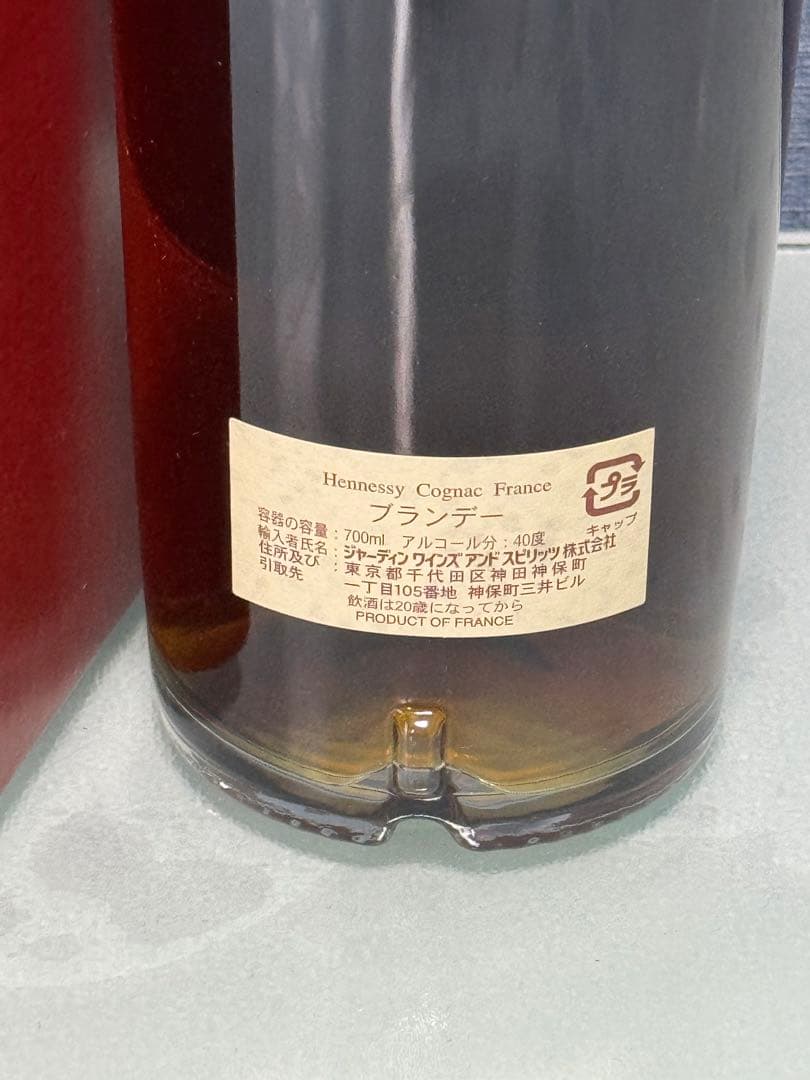 Hennessy Cognac France
ブランデー
プラ
キャップ
容器の容量：700ml アルコール分：40度
輸入者氏名：ジャーディン ワインズ アンド スピリッツ 株式会社
住所及び：東京都千代田区神田神保町
引取先 一丁目105番地 神保町三井ビル
飲酒は20歳になってから
PRODUCT OF FRANCE